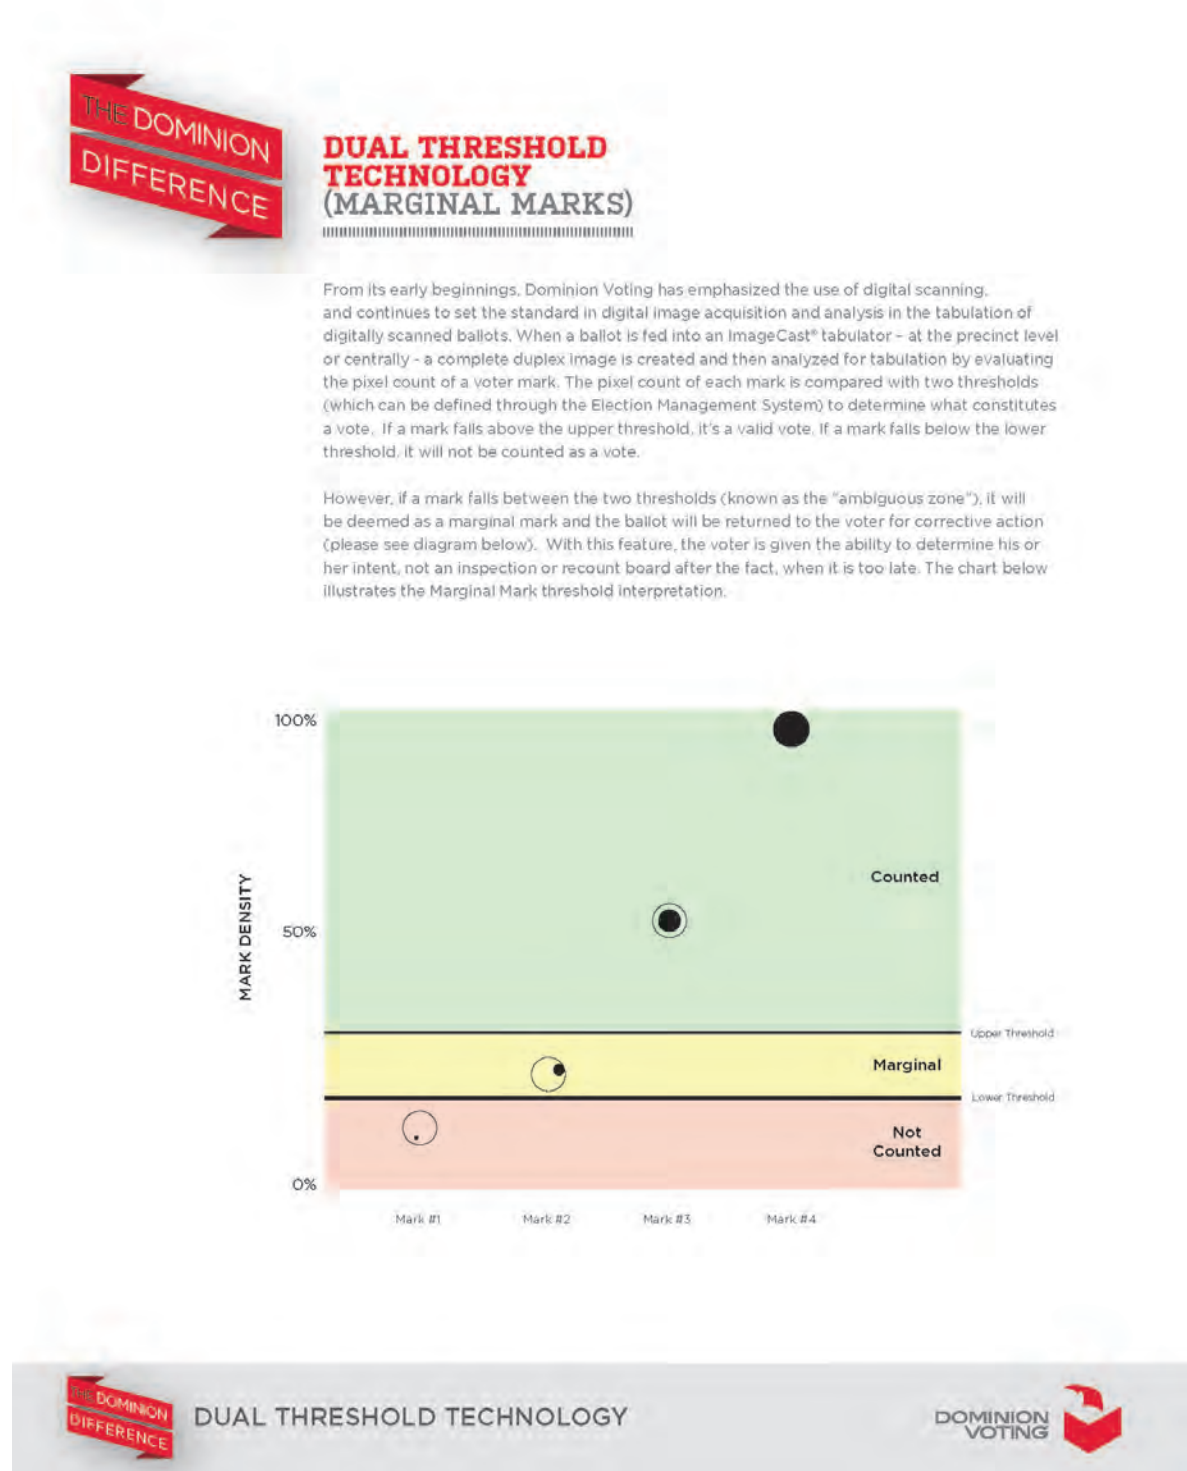 THE DOMINION
DIFFERENCE
DUAL THRESHOLD
TECHNOLOGY
(MARGINAL MARKS)
From its early beginnings, Dominion Voting has emphasized the use of digital scanning,
and continues to set the standard in digital image acquisition and analysis in the tabulation of
digitally scanned ballots. When a ballot is fed into an ImageCast® tabulator – at the precinct level
or centrally - a complete duplex image is created and then analyzed for tabulation by evaluating
the pixel count of a voter mark. The pixel count of each mark is compared with two thresholds
(which can be defined through the Election Management System) to determine what constitutes
a vote. If a mark falls above the upper threshold, it's a valid vote. If a mark falls below the lower
threshold, it will not be counted as a vote.
However, if a mark falls between the two thresholds (known as the "ambiguous zone"), it will
be deemed as a marginal mark and the ballot will be returned to the voter for corrective action
(please see diagram below). With this feature, the voter is given the ability to determine his or
her intent, not an inspection or recount board after the fact, when it is too late. The chart below
illustrates the Marginal Mark threshold interpretation.
100%
Counted
MARK DENSITY
50%
Upper Threshold
Marginal
Lower Threshold
Not
Counted
0%
Mark #1 Mark #2 Mark #3 Mark #4
THE DOMINION
DIFFERENCE
DUAL THRESHOLD TECHNOLOGY
DOMINION
VOTING